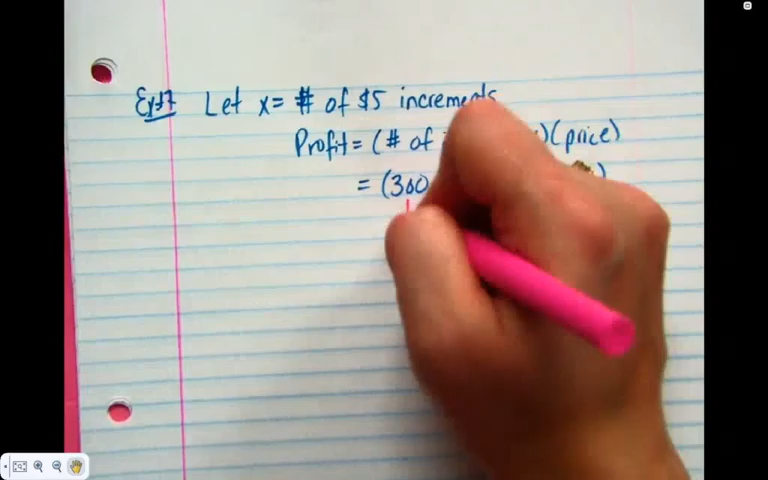 Ex#7 Let x = # of $5 increments
Profit = (# of )(price)
= (300 )